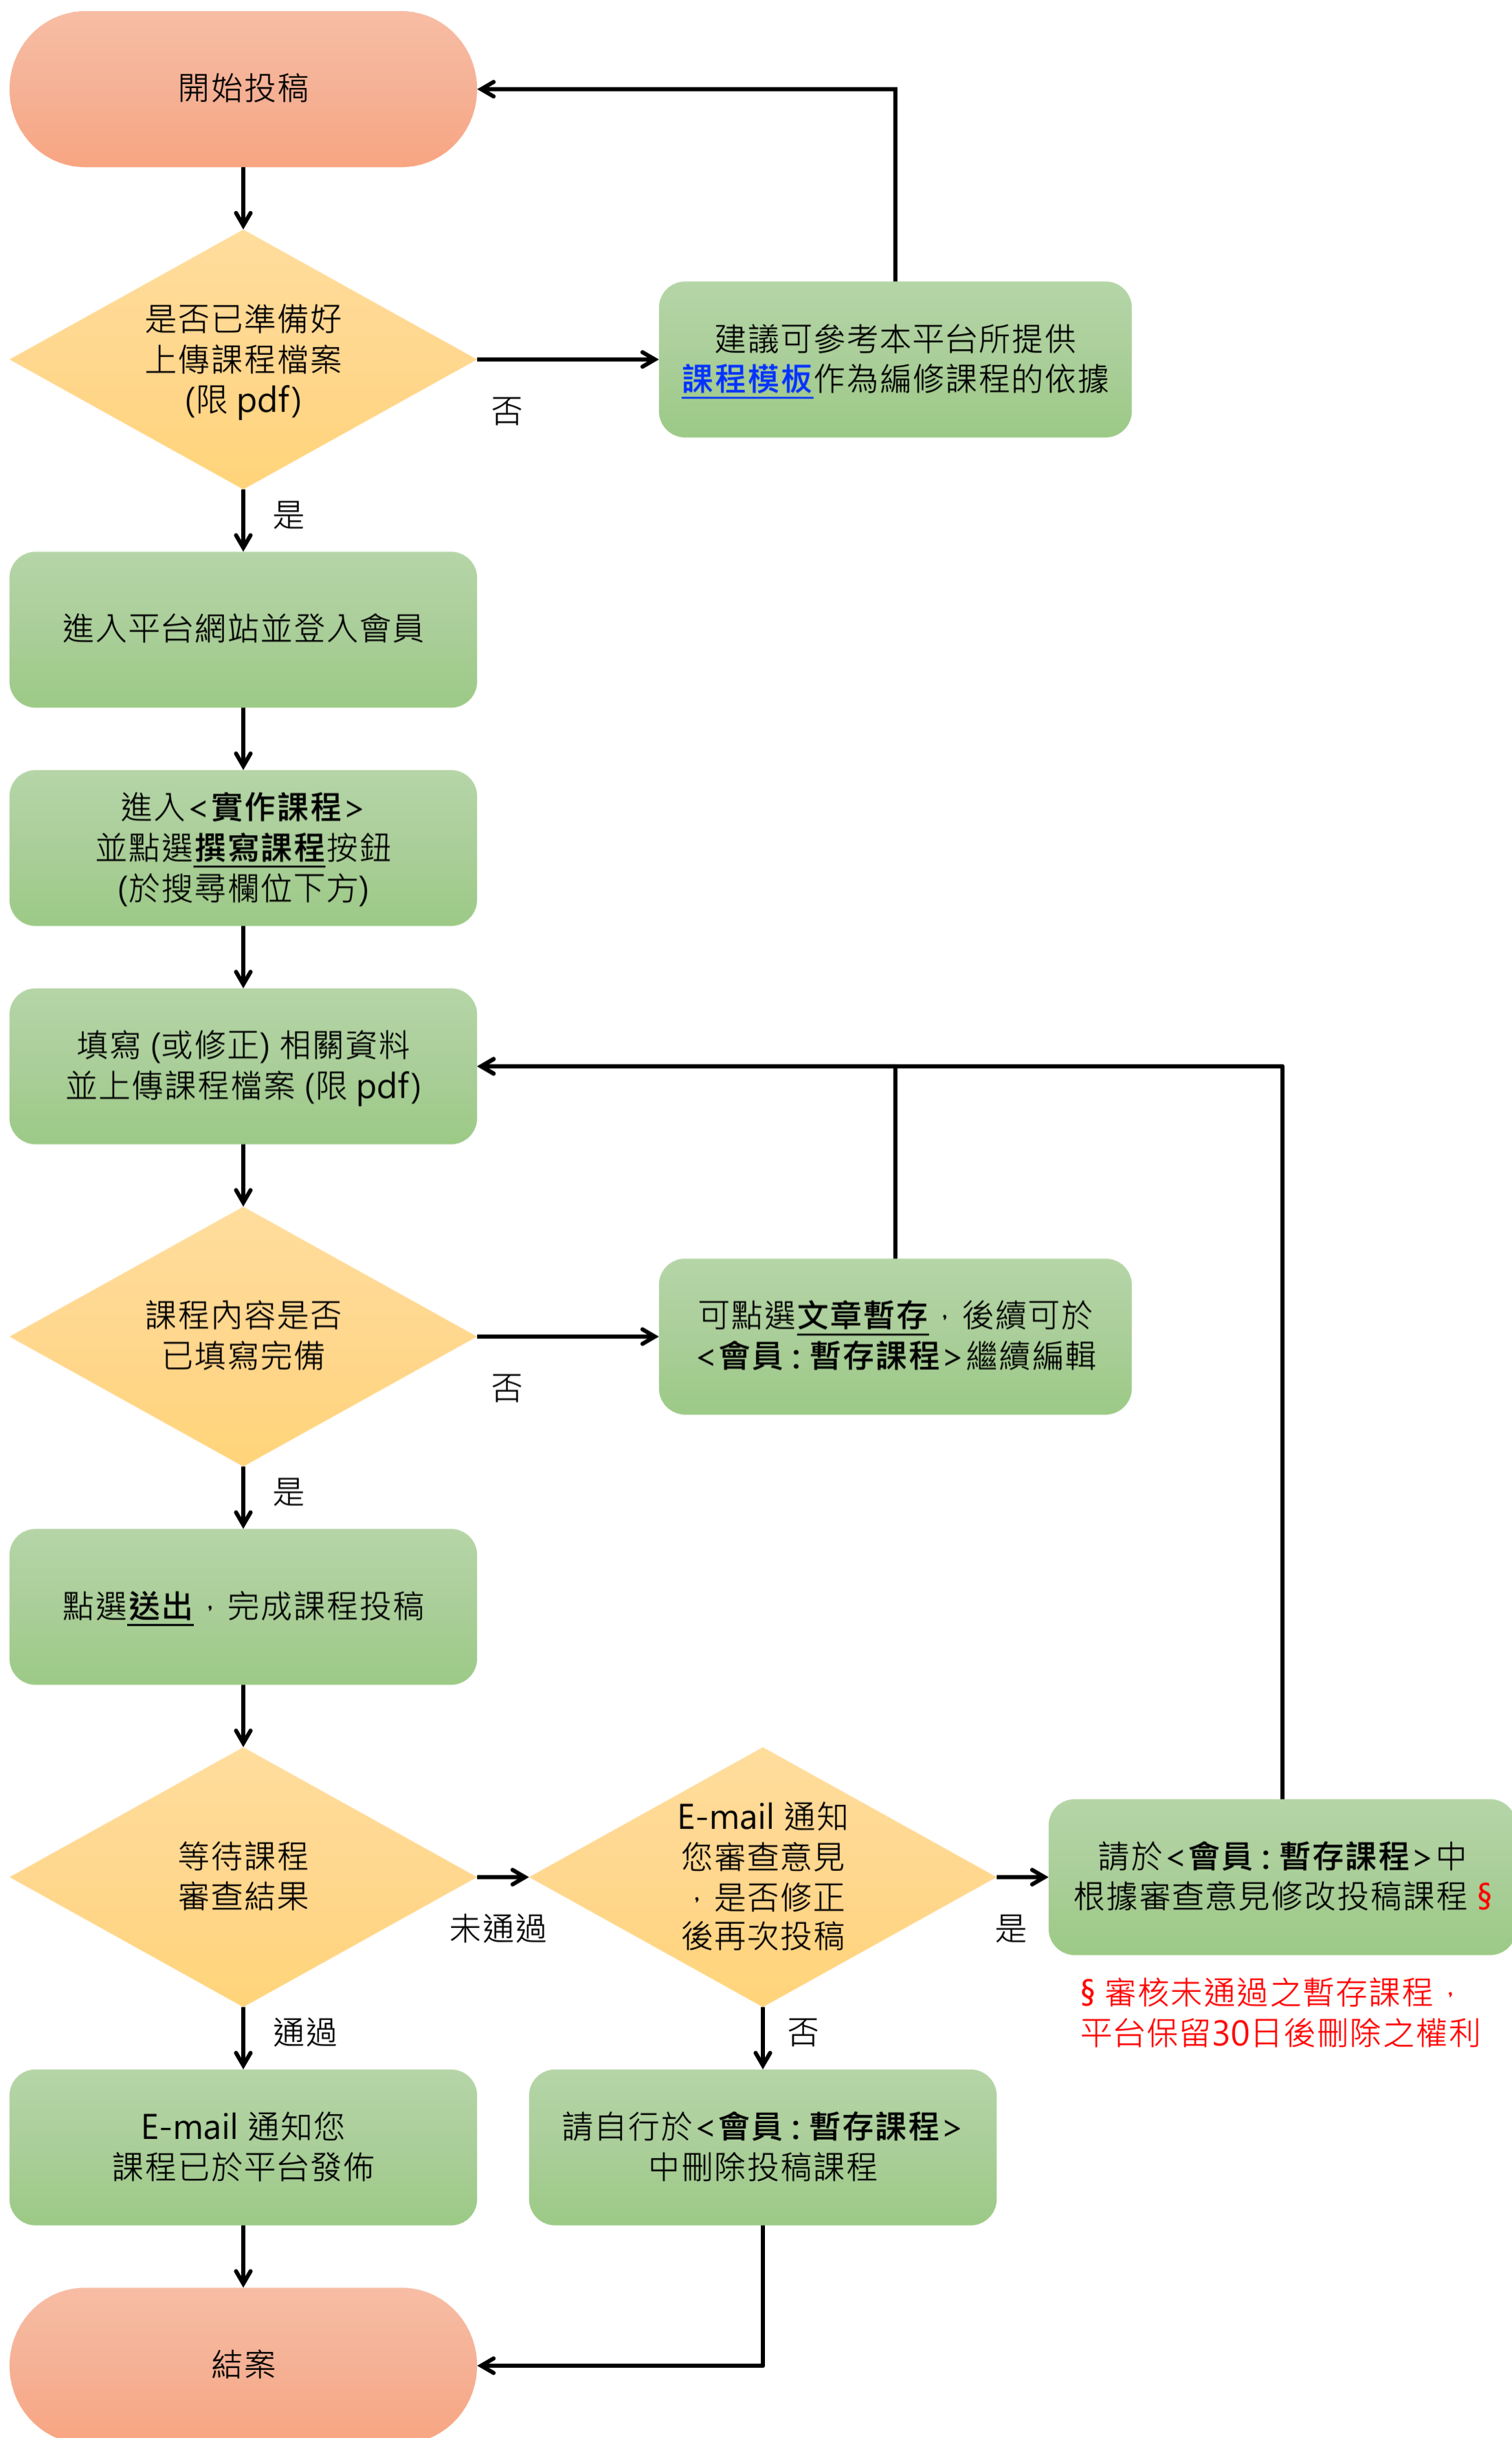 開始投稿
是否已準備好
上傳課程檔案
(限 pdf)
否
建議可參考本平台所提供
課程模板作為編修課程的依據
是
進入平台網站並登入會員
進入<實作課程>
並點選撰寫課程按鈕
(於搜尋欄位下方)
填寫 (或修正) 相關資料
並上傳課程檔案 (限 pdf)
課程內容是否
已填寫完備
否
可點選文章暫存，後續可於
<會員：暫存課程>繼續編輯
是
點選送出，完成課程投稿
等待課程
審查結果
未通過
E-mail 通知
您審查意見
，是否修正
後再次投稿
是
請於<會員：暫存課程>中
根據審查意見修改投稿課程 §
§ 審核未通過之暫存課程，
平台保留30日後刪除之權利
通過
否
E-mail 通知您
課程已於平台發佈
請自行於<會員：暫存課程>
中刪除投稿課程
結案